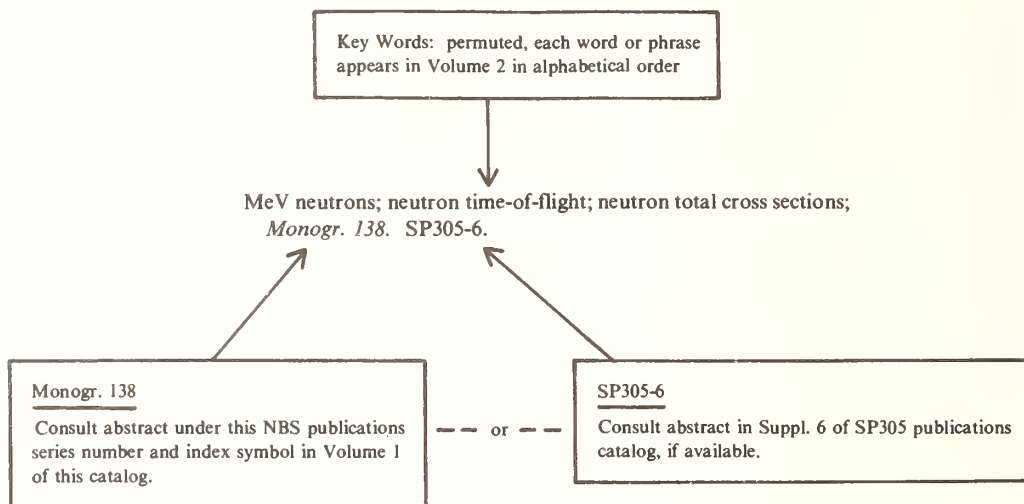 Key Words: permuted, each word or phrase
appears in Volume 2 in alphabetical order
MeV neutrons; neutron time-of-flight; neutron total cross sections;
Monogr. 138. SP305-6.
Monogr. 138
Consult abstract under this NBS publications
series number and index symbol in Volume 1
of this catalog.
or
SP305-6
Consult abstract in Suppl. 6 of SP305 publications
catalog, if available.